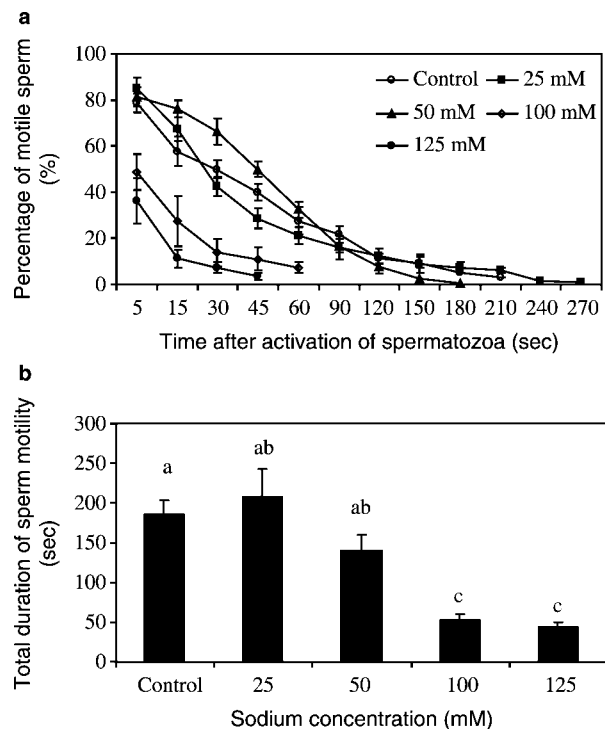 a
Percentage of motile sperm
(%)
100
80
60
40
20
0
Control 25 mM
50 mM 100 mM
125 mM
5 15 30 45 60 90 120 150 180 210 240 270
Time after activation of spermatozoa (sec)
b
Total duration of sperm motility
(sec)
300
250
200
150
100
50
0
a ab ab c c
Control 25 50 100 125
Sodium concentration (mM)